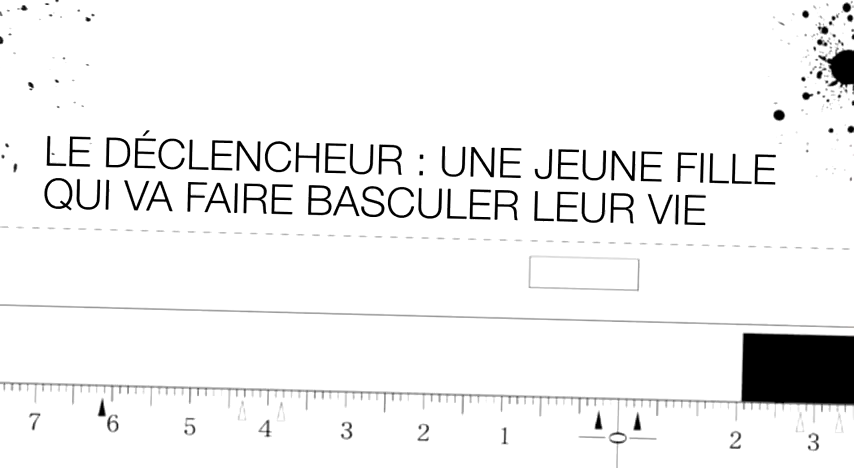 LE DÉCLENCHEUR : UNE JEUNE FILLE
QUI VA FAIRE BASCULER LEUR VIE
7 6 5 4 3 2 1 0 2 3